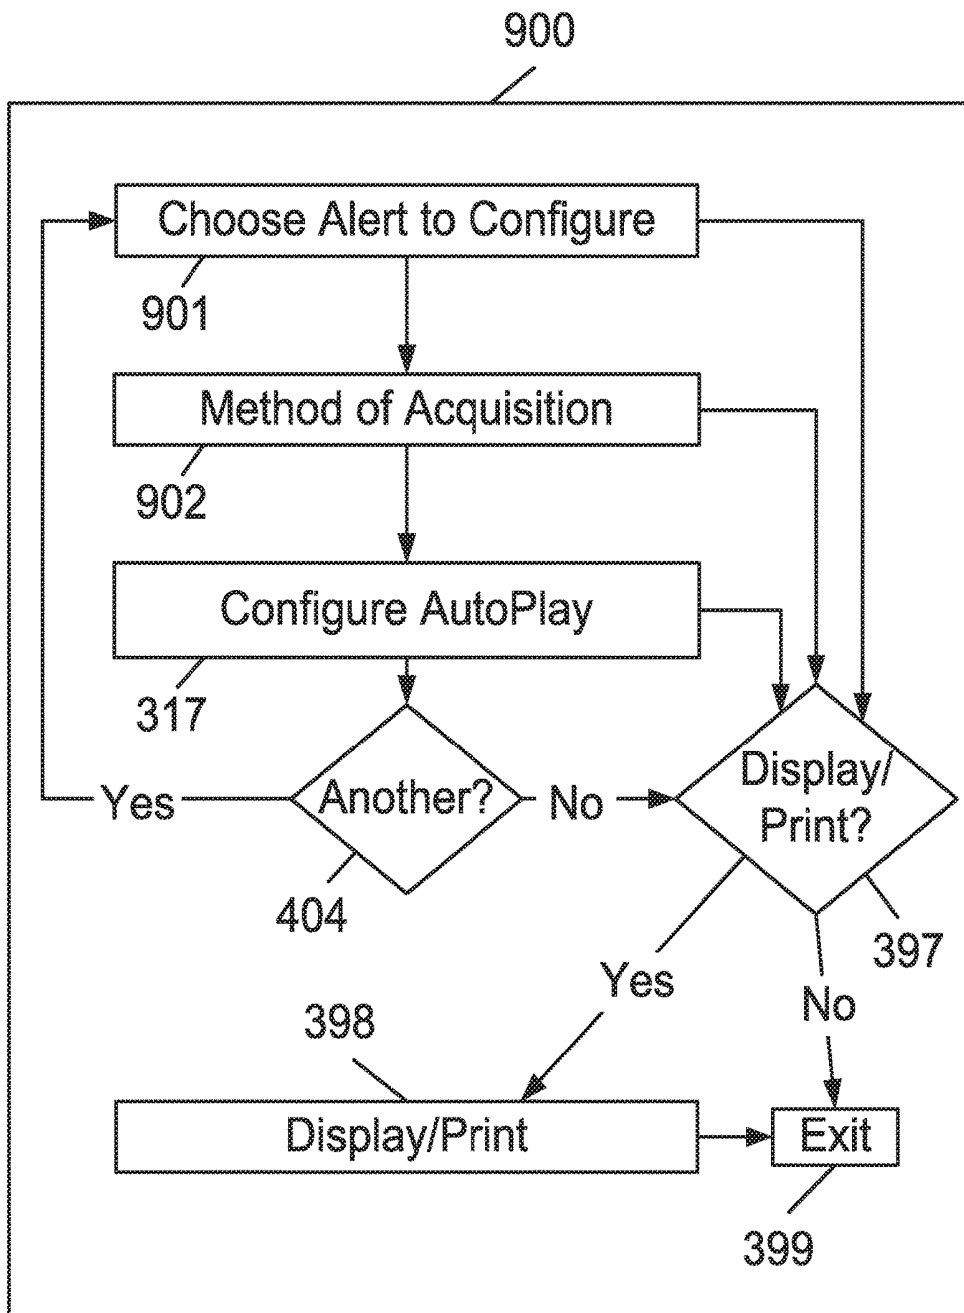 900
Choose Alert to Configure
901
Method of Acquisition
902
Configure AutoPlay
317
Another?
Yes
No
404
Display/
Print?
397
Yes
No
398
Display/Print
Exit
399